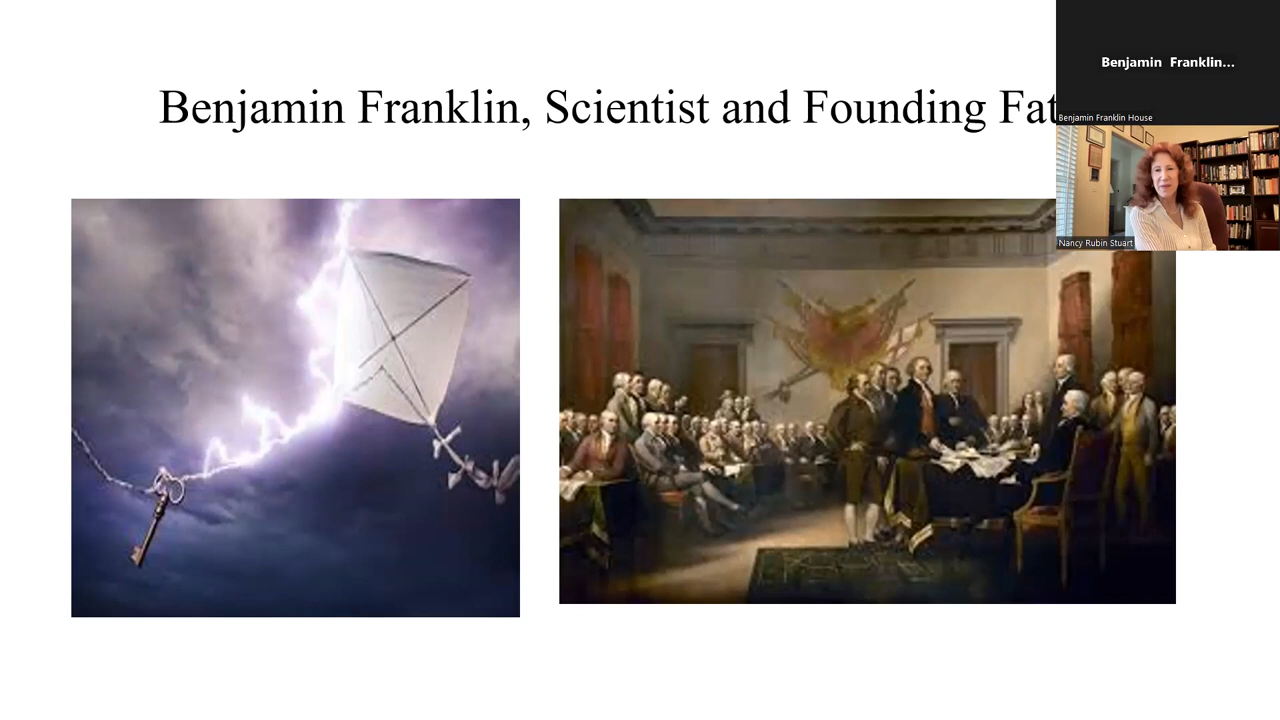 Benjamin Franklin, Scientist and Founding Fat
Benjamin Franklin...
Benjamin Franklin House
Nancy Rubin Stuart